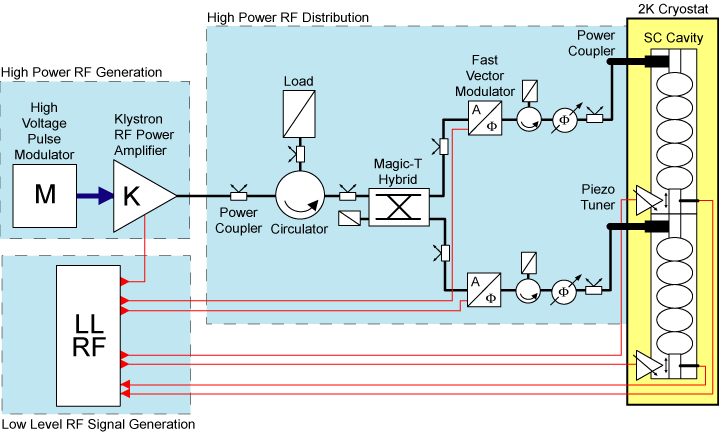 2K Cryostat
High Power RF Distribution
Power
Coupler
SC Cavity
High Power RF Generation
Load
Fast
Vector
Modulator
High
Voltage
Pulse
Modulator
Klystron
RF Power
Amplifier
A
Φ
Φ
Magic-T
Hybrid
M
K
Piezo
Tuner
Power
Coupler
Circulator
A
Φ
Φ
LL
RF
Low Level RF Signal Generation